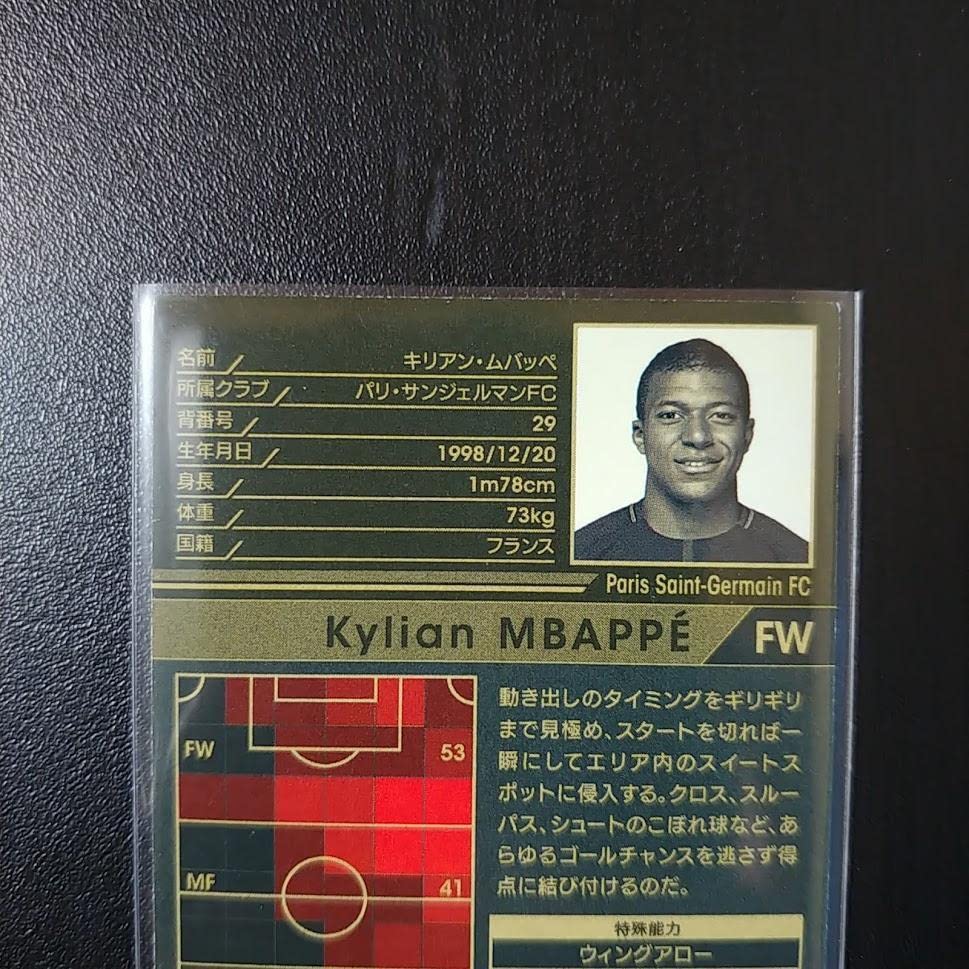 名前 キリアン・ムバッペ
所属クラブ パリ・サンジェルマンFC
背番号 29
生年月日 1998/12/20
身長 1m78cm
体重 73kg
国籍 フランス
Paris Saint-Germain FC
Kylian MBAPPÉ FW
FW 53
MF 41
動き出しのタイミングをギリギリ
まで見極め、スタートを切れば一
瞬にしてエリア内のスイートス
ポットに侵入する。クロス、スルー
パス、シュートのこぼれ球など、あ
らゆるゴールチャンスを逃さず得
点に結び付けるのだ。
特殊能力
ウィングアロー